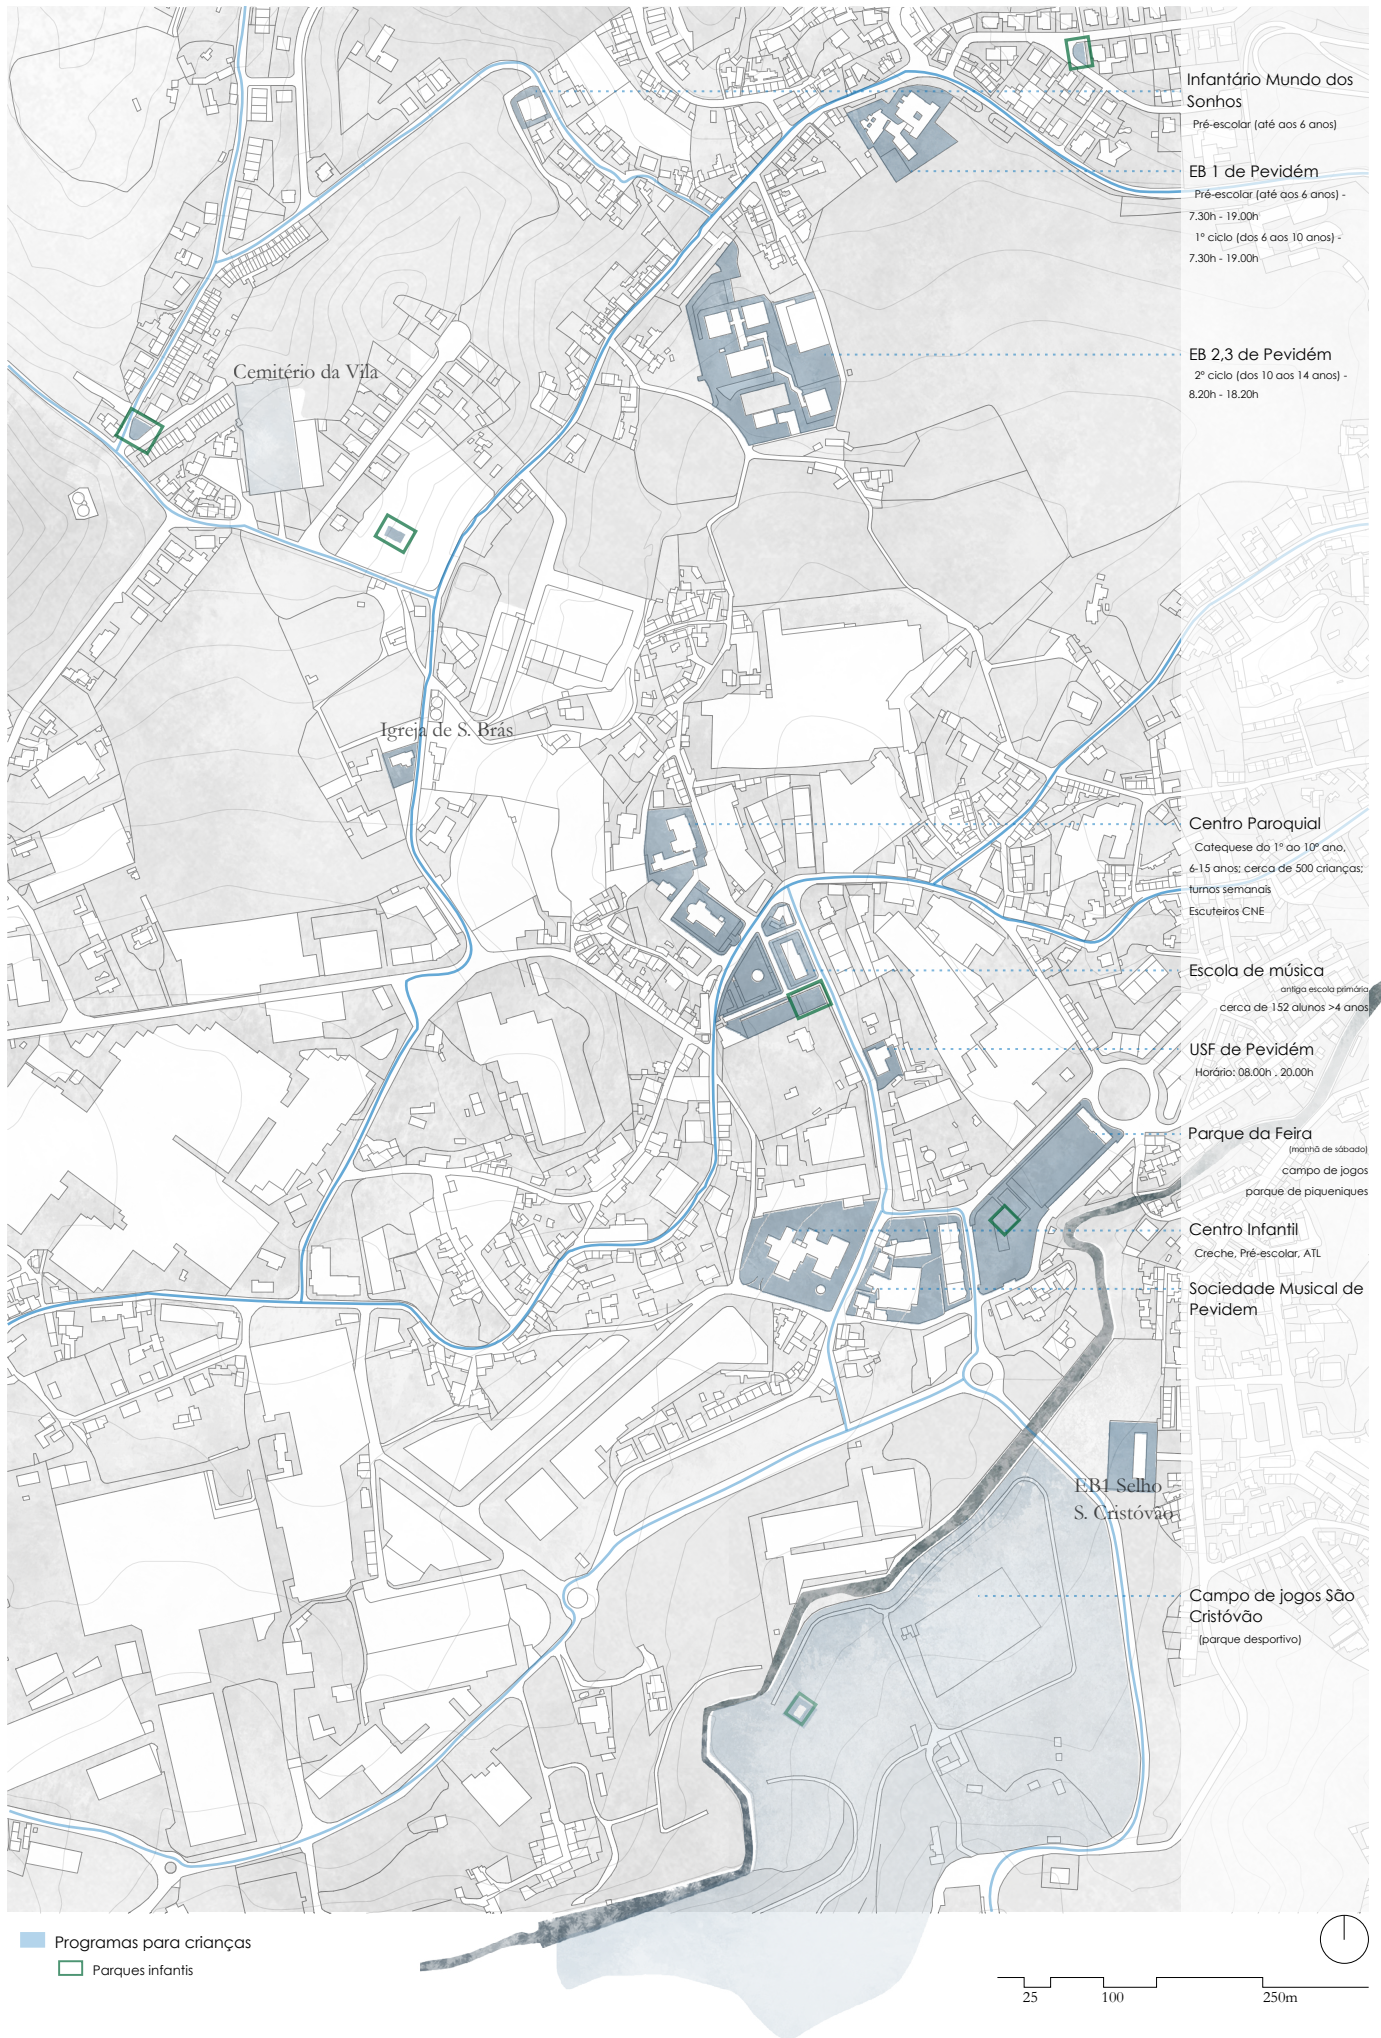 Infantário Mundo dos
Sonhos
Pré-escolar (até aos 6 anos)
EB 1 de Pevidém
Pré-escolar (até aos 6 anos) -
7.30h - 19.00h
1º ciclo (dos 6 aos 10 anos) -
7.30h - 19.00h
EB 2,3 de Pevidém
2º ciclo (dos 10 aos 14 anos) -
8.20h - 18.20h
Cemitério da Vila
Igreja de S. Brás
Centro Paroquial
Catequese do 1º ao 10º ano,
6-15 anos; cerca de 500 crianças;
turnos semanais
Escuteiros CNE
Escola de música
antiga escola primária
cerca de 152 alunos >4 anos
USF de Pevidém
Horário: 08.00h . 20.00h
Parque da Feira
(manhã de sábado)
campo de jogos
parque de piqueniques
Centro Infantil
Creche, Pré-escolar, ATL
Sociedade Musical de
Pevidem
EB1 Selho
S. Cristóvão
Campo de jogos São
Cristóvão
(parque desportivo)
Programas para crianças
Parques infantis
25 100 250m